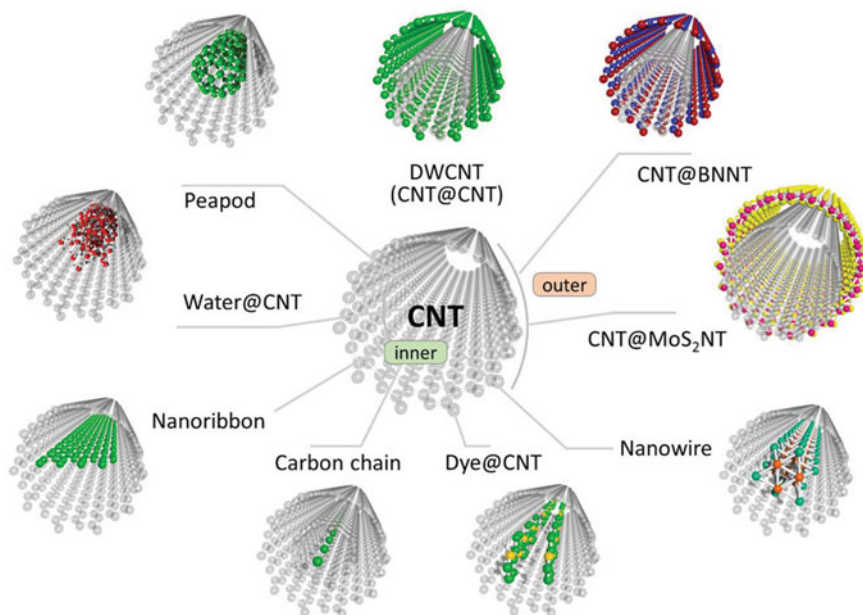 DWCNT
(CNT@CNT)
CNT@BNNT
Peapod
outer
Water@CNT
CNT
CNT@MoS₂NT
inner
Nanoribbon
Carbon chain
Dye@CNT
Nanowire